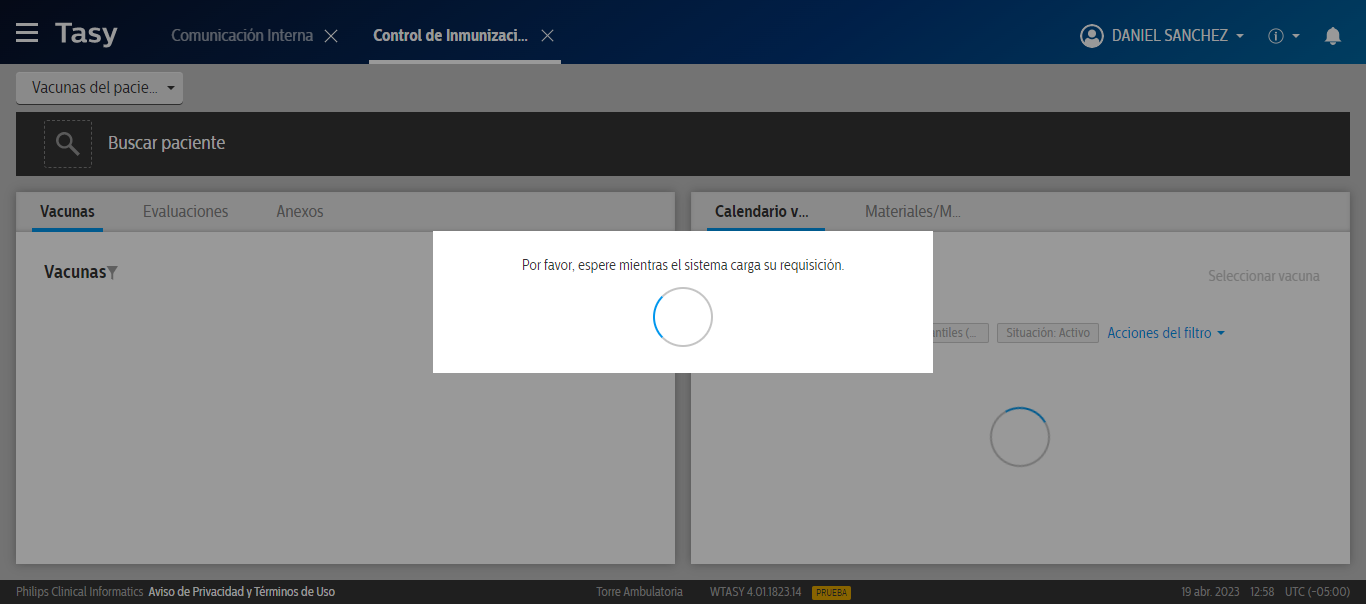 Tasy
Comunicación Interna
Control de Inmunizaci...
DANIEL SANCHEZ
Vacunas del pacie...
Buscar paciente
Vacunas
Evaluaciones
Anexos
Calendario v...
Materiales/M...
Vacunas
Por favor, espere mientras el sistema carga su requisición.
Seleccionar vacuna
Situación: Activo
Acciones del filtro
Philips Clinical Informatics Aviso de Privacidad y Términos de Uso
Torre Ambulatoria
WTASY 4.01.1823.14
PRUEBA
19 abr. 2023
12:58
UTC (-05:00)